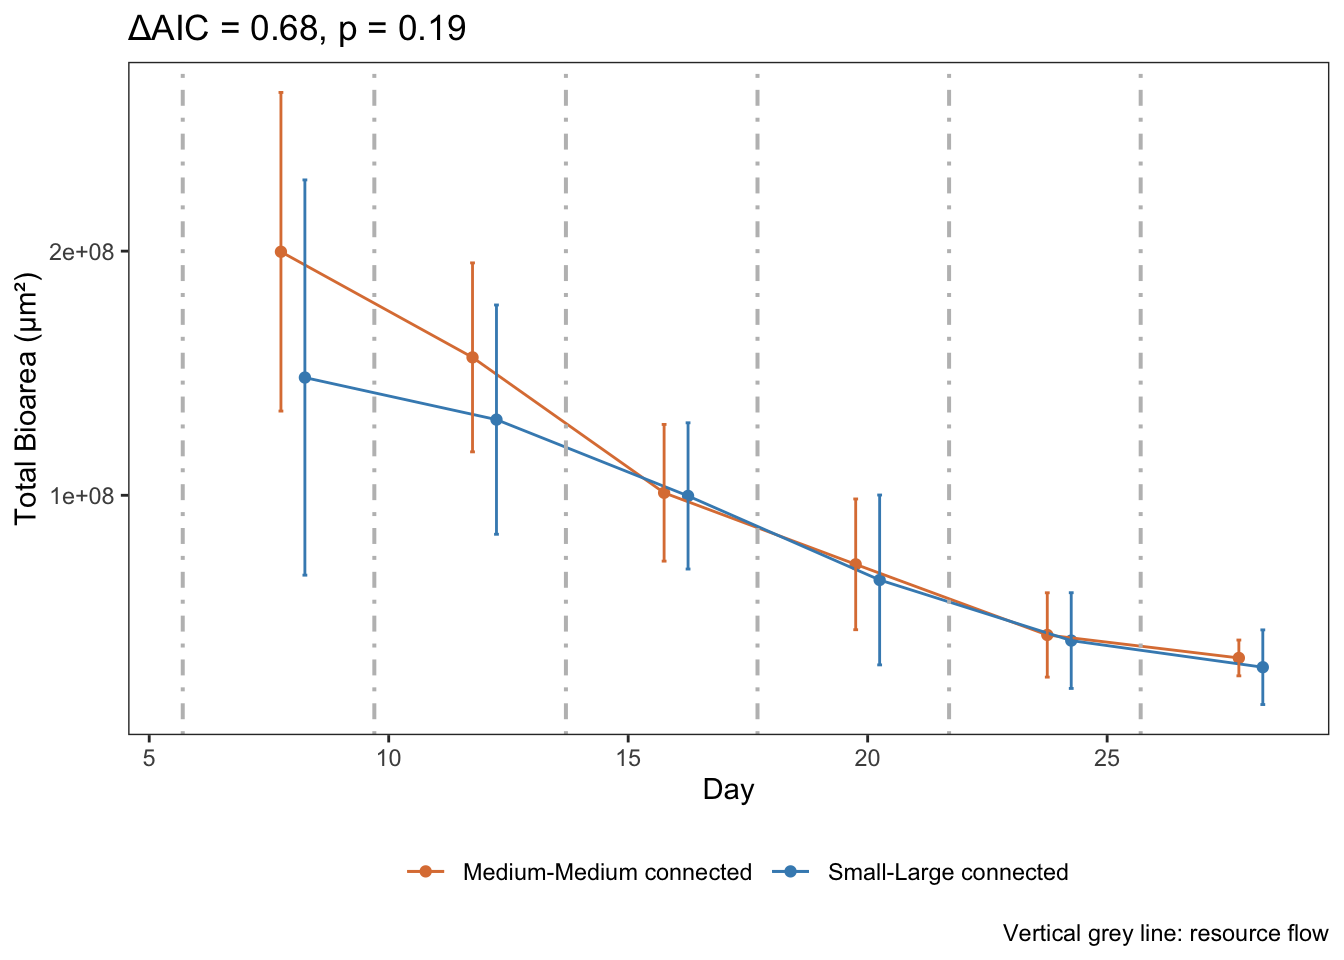 ΔAIC = 0.68, p = 0.19
Total Bioarea (µm²)
2e+08
1e+08
5 10 15 20 25
Day
Medium-Medium connected Small-Large connected
Vertical grey line: resource flow